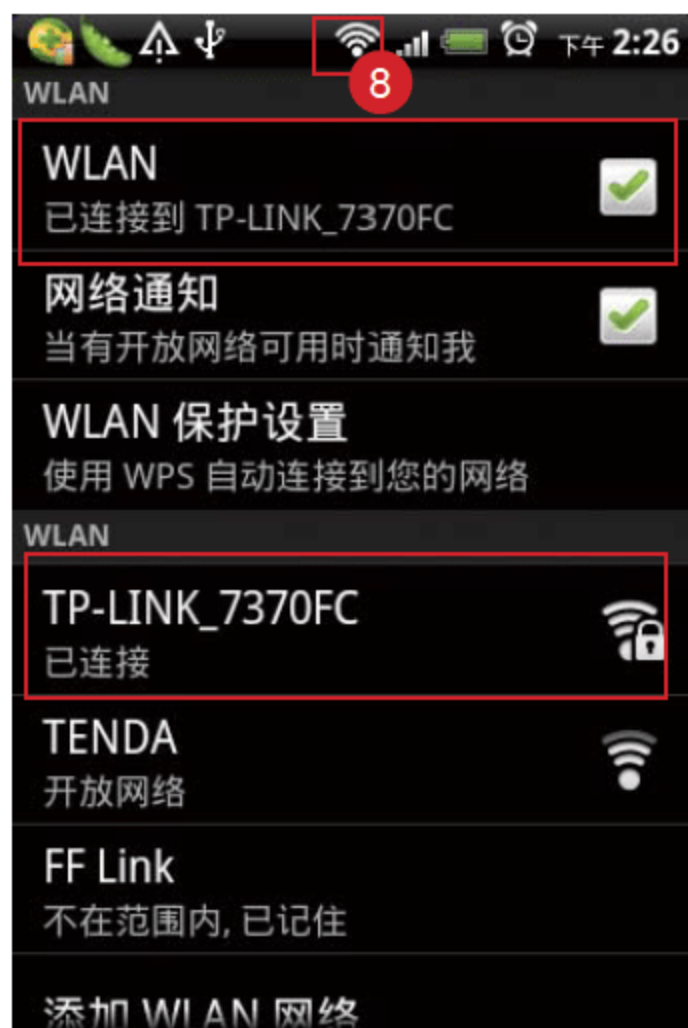 下午 2:26
8
WLAN
WLAN
已连接到 TP-LINK_7370FC
网络通知
当有开放网络可用时通知我
WLAN 保护设置
使用 WPS 自动连接到您的网络
WLAN
TP-LINK_7370FC
已连接
TENDA
开放网络
FF Link
不在范围内, 已记住
添加 WLAN 网络